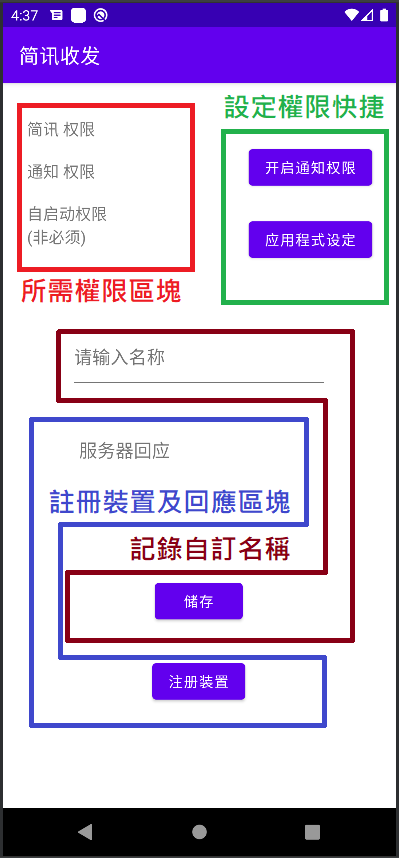 4:37
简讯收发
設定權限快捷
简讯 权限
通知 权限
自启动权限
(非必须)
开启通知权限
应用程式设定
所需權限區塊
请输入名称
服务器回应
註冊裝置及回應區塊
記錄自訂名稱
储存
注册装置